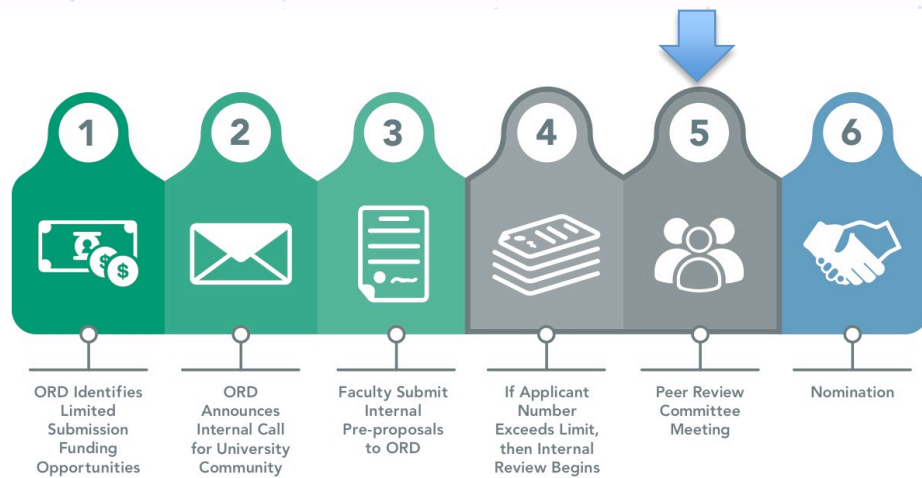 1
2
3
4
5
6
$
$
ORD Identifies
Limited
Submission
Funding
Opportunities
ORD
Announces
Internal Call
for University
Community
Faculty Submit
Internal
Pre-proposals
to ORD
If Applicant
Number
Exceeds Limit,
then Internal
Review Begins
Peer Review
Committee
Meeting
Nomination